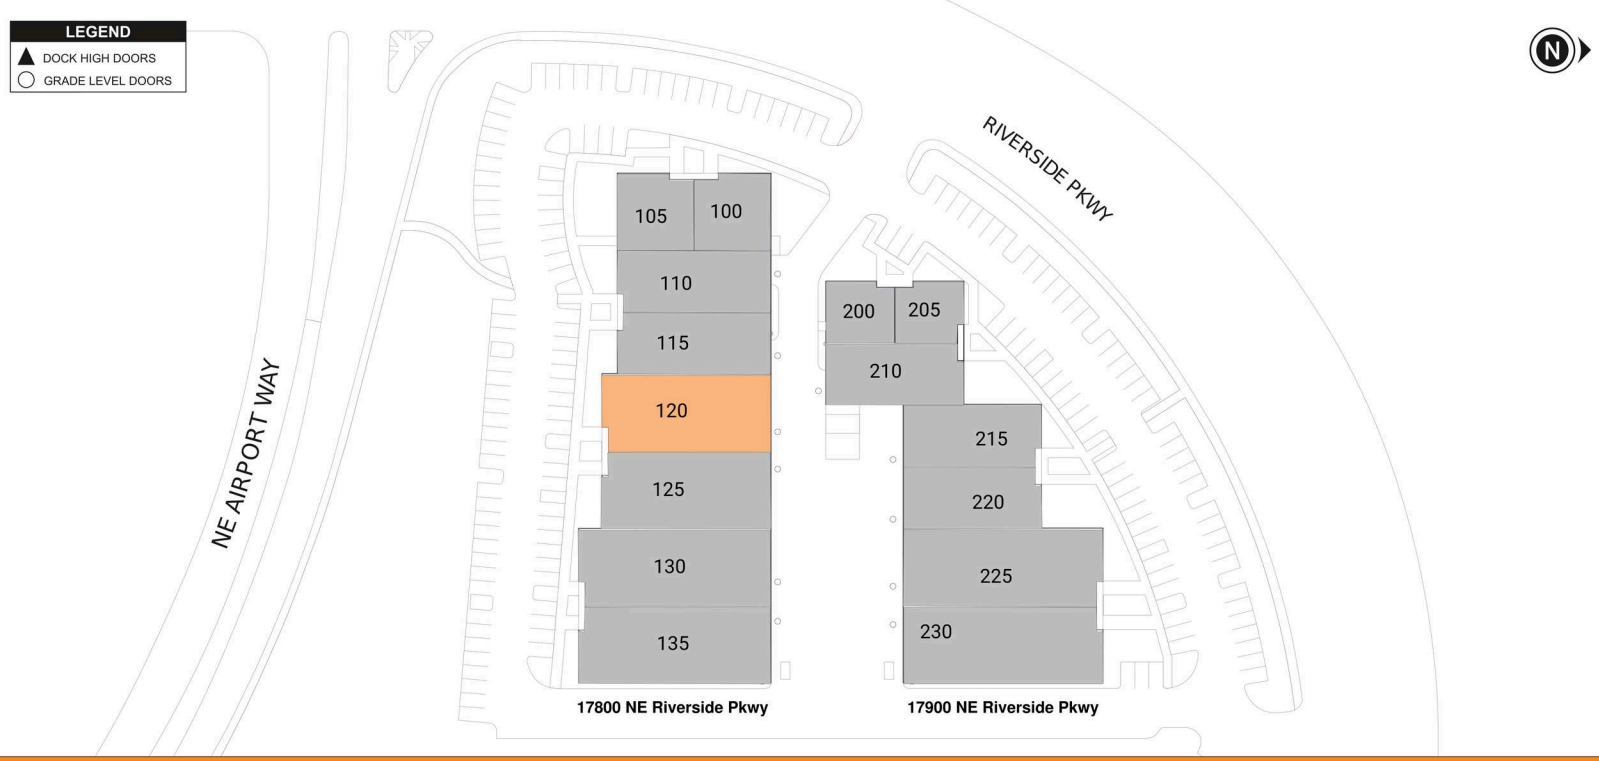 LEGEND
DOCK HIGH DOORS
GRADE LEVEL DOORS
N
RIVERSIDE PKWY
NE AIRPORT WAY
105
100
110
115
120
125
130
135
200
205
210
215
220
225
230
17800 NE Riverside Pkwy
17900 NE Riverside Pkwy